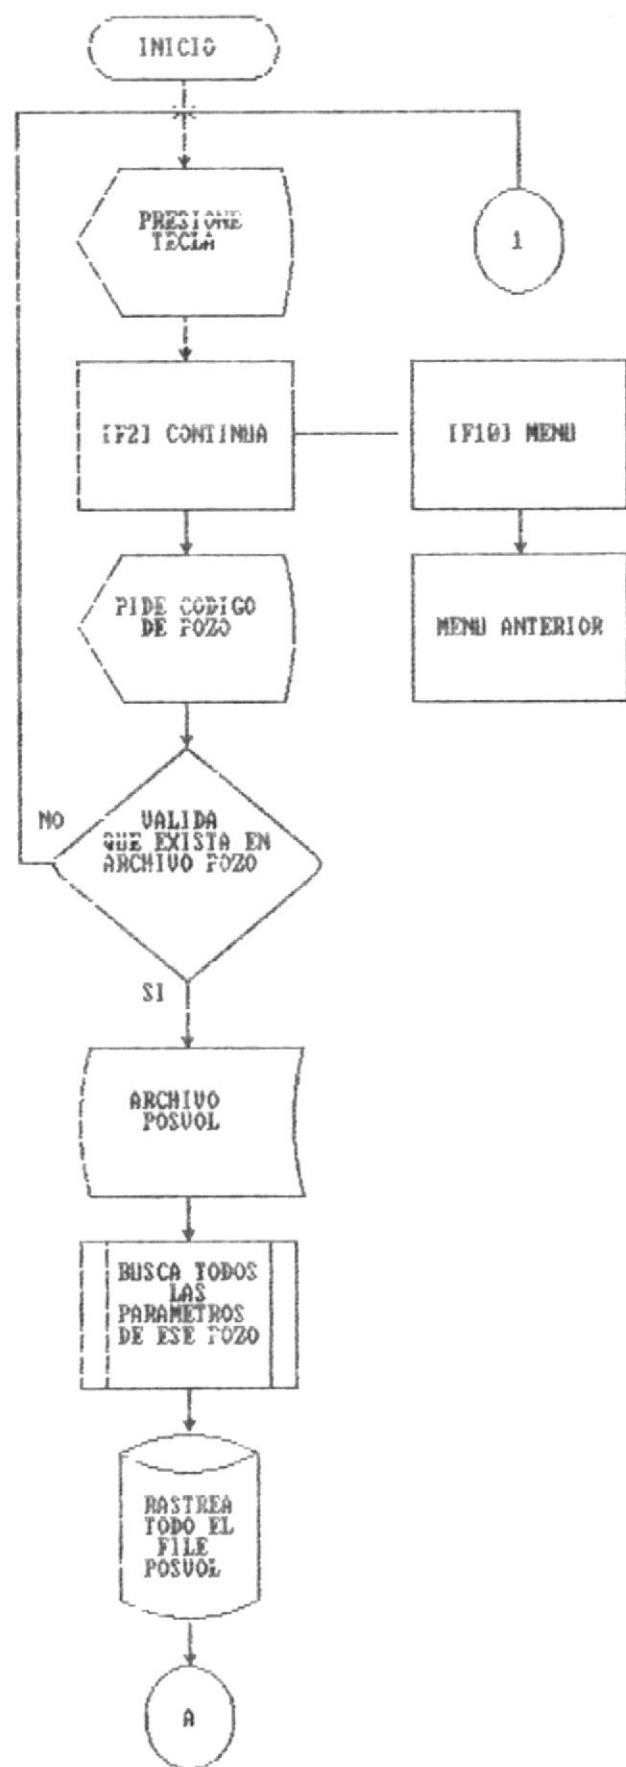 INICIO
PRESIONE
TECLA
1
[F2] CONTINUA
[F10] MENU
PIDE CODIGO
DE POZO
MENU ANTERIOR
NO
VALIDA
QUE EXISTA EN
ARCHIVO POZO
SI
ARCHIVO
POSVOL
BUSCA TODOS
LAS
PARAMETROS
DE ESE POZO
RASTREA
TODO EL
FILE
POSVOL
A